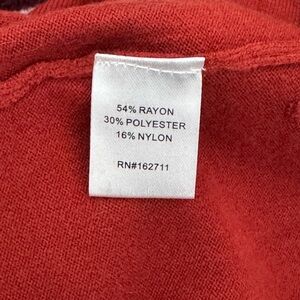 54% RAYON
30% POLYESTER
16% NYLON
RN#162711